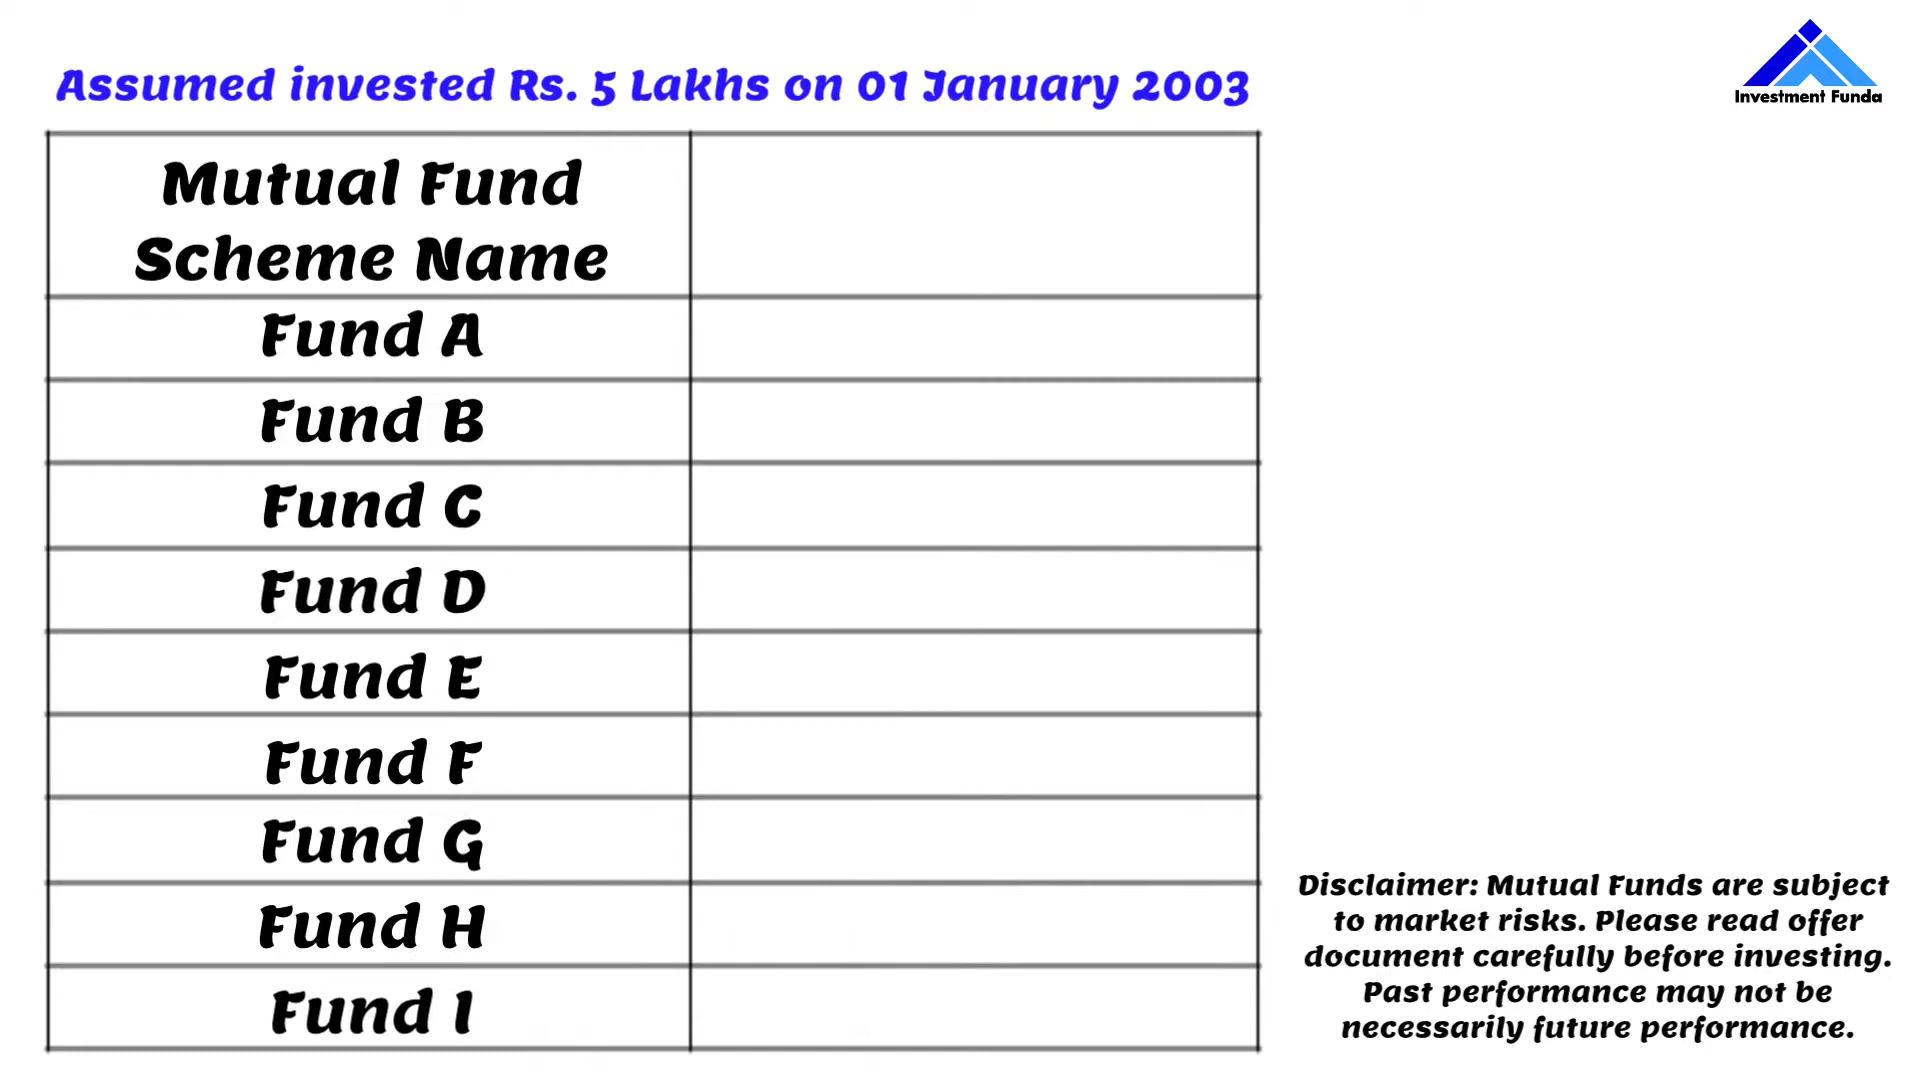 Assumed invested Rs. 5 Lakhs on 01 January 2003
Investment Funda
Mutual Fund
Scheme Name
Fund A
Fund B
Fund C
Fund D
Fund E
Fund F
Fund G
Fund H
Fund I
Disclaimer: Mutual Funds are subject
to market risks. Please read offer
document carefully before investing.
Past performance may not be
necessarily future performance.